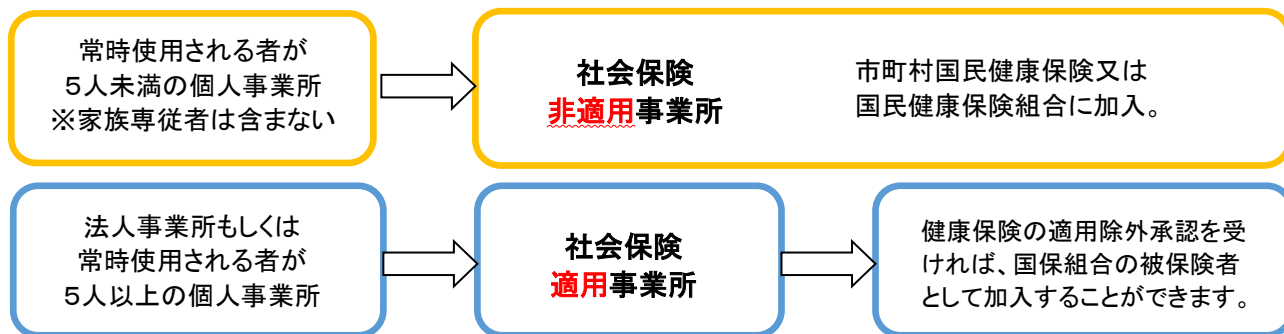 常時使用される者が
5人未満の個人事業所
※家族専従者は含まない
社会保険
非適用事業所
市町村国民健康保険又は
国民健康保険組合に加入。
法人事業所もしくは
常時使用される者が
5人以上の個人事業所
社会保険
適用事業所
健康保険の適用除外承認を受
ければ、国保組合の被保険者
として加入することができます。